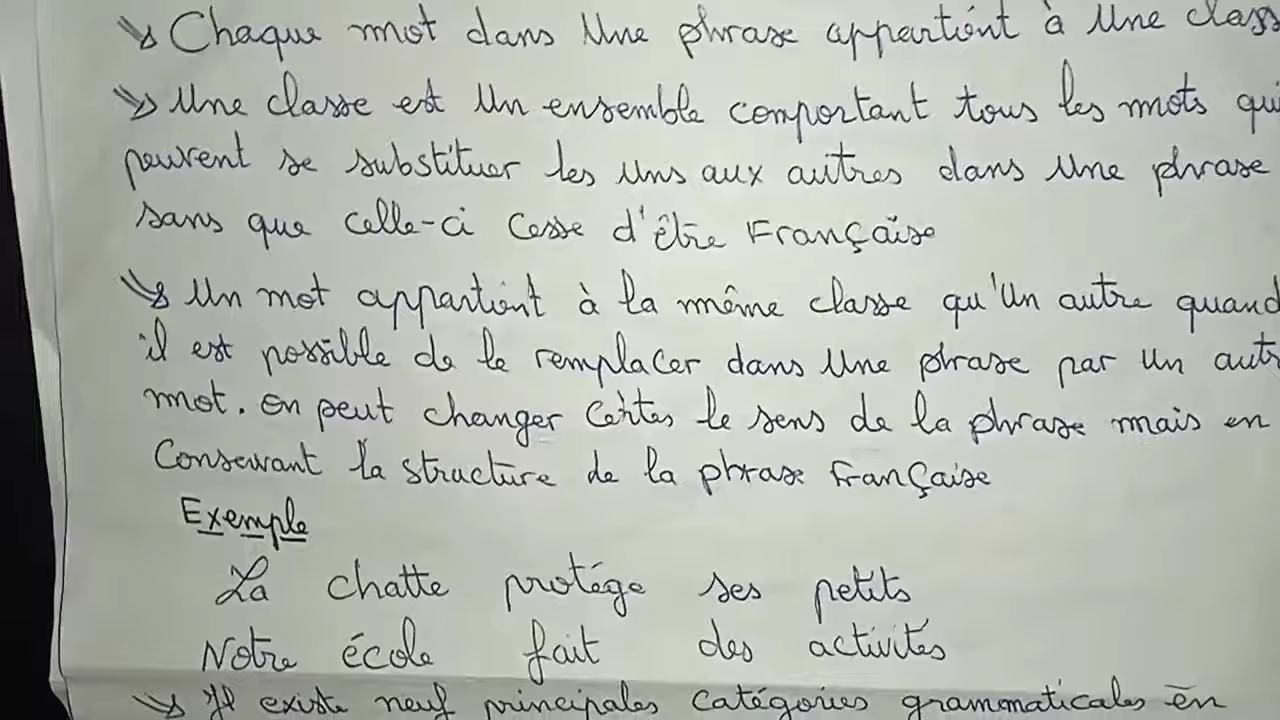 Chaque mot dans une phrase appartient à une class
Une classe est un ensemble comportant tous les mots qui
peuvent se substituer les uns aux autres dans une phrase
sans que celle-ci cesse d'être Française
Un mot appartient à la même classe qu'un autre quand
il est possible de le remplacer dans une phrase par un autr
mot. on peut changer certes le sens de la phrase mais en
Conservant la structure de la phrase Française
Exemple
La chatte protége ses petits
Notre école fait des activités
Il existe neuf principales catégories grammaticales en